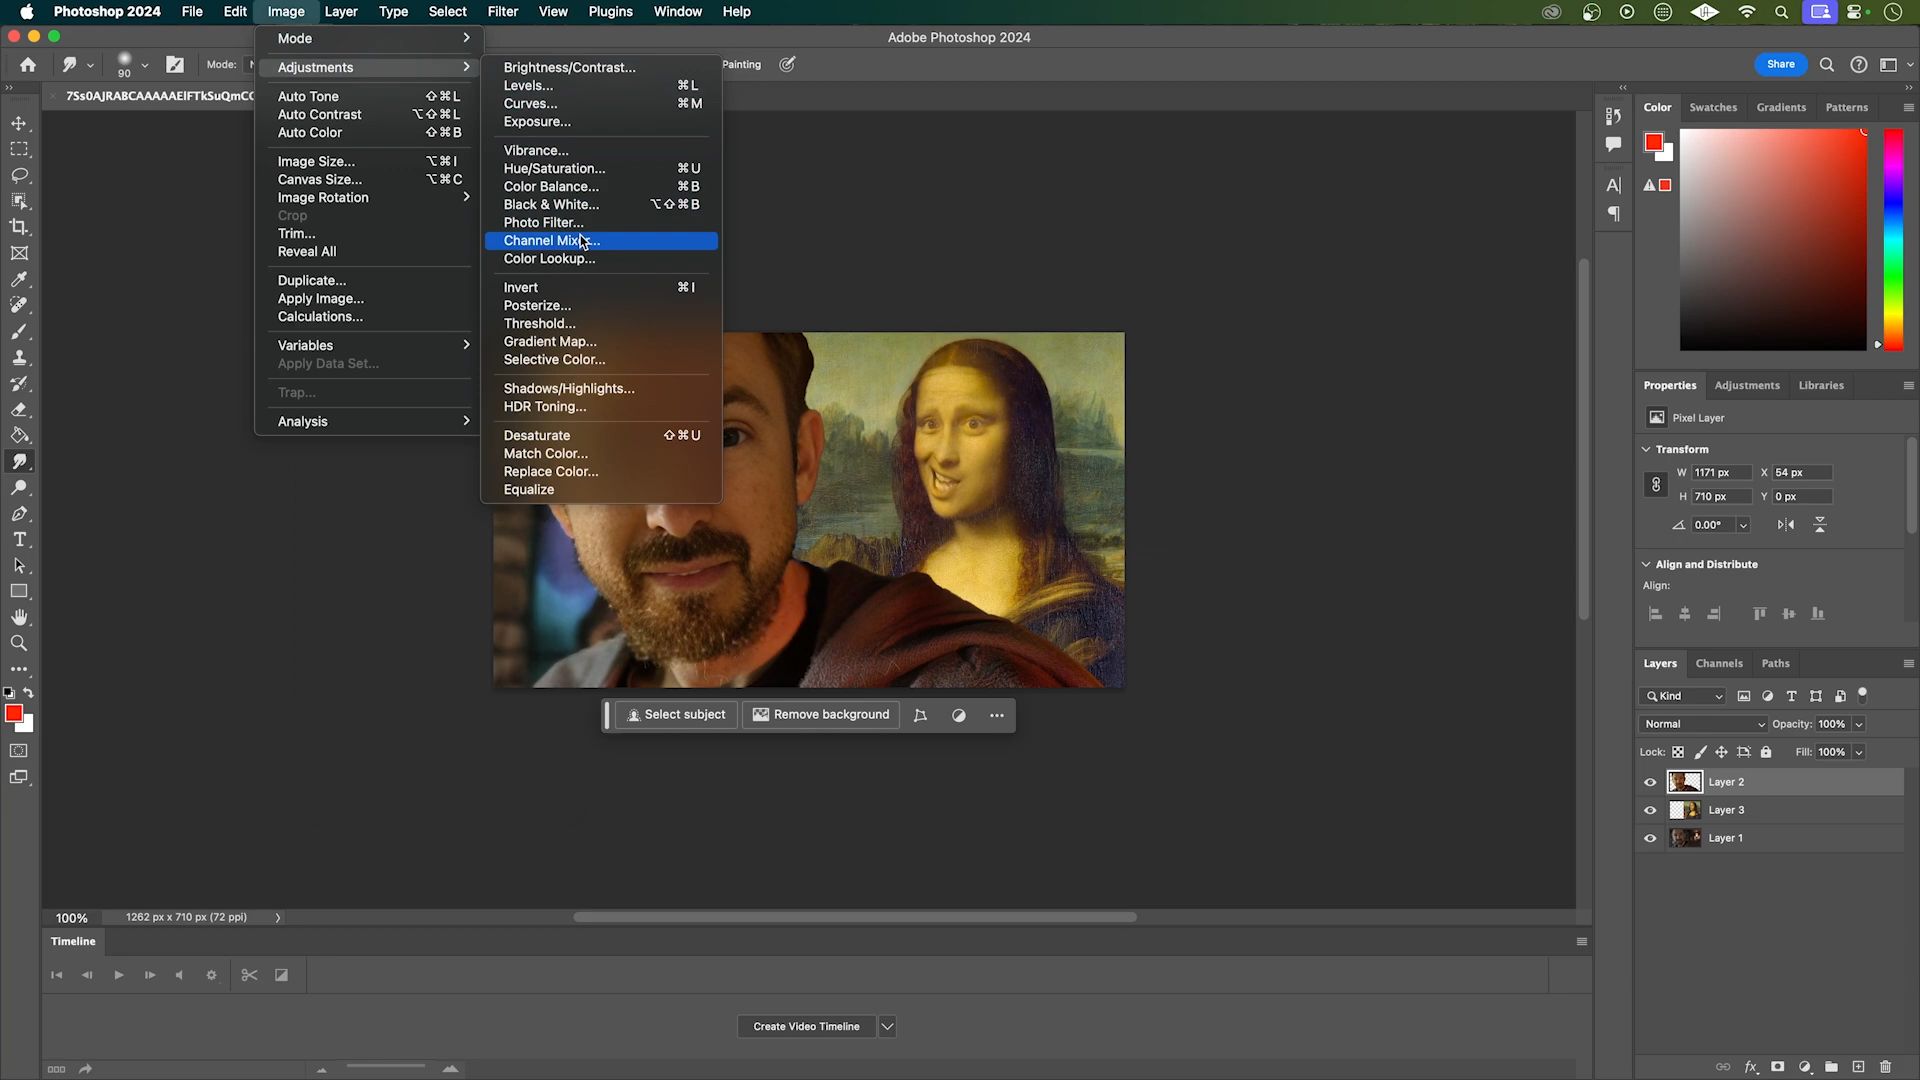 Photoshop 2024 File Edit Image Layer Type Select Filter View Plugins Window Help
Adobe Photoshop 2024
90 Mode: Painting Share
7Ss0AJRABCAAAAAElFTkSuQmCC
Mode
Adjustments
Auto Tone ⇧⌘L
Auto Contrast ⌥⇧⌘L
Auto Color ⇧⌘B
Image Size... ⌥⌘I
Canvas Size... ⌥⌘C
Image Rotation
Crop
Trim...
Reveal All
Duplicate...
Apply Image...
Calculations...
Variables
Apply Data Set...
Trap...
Analysis
Brightness/Contrast...
Levels... ⌘L
Curves... ⌘M
Exposure...
Vibrance...
Hue/Saturation... ⌘U
Color Balance... ⌘B
Black & White... ⌥⇧⌘B
Photo Filter...
Channel Mixer...
Color Lookup...
Invert ⌘I
Posterize...
Threshold...
Gradient Map...
Selective Color...
Shadows/Highlights...
HDR Toning...
Desaturate ⇧⌘U
Match Color...
Replace Color...
Equalize
Select subject Remove background
Color Swatches Gradients Patterns
Properties Adjustments Libraries
Pixel Layer
Transform
W 1171 px X 54 px
H 710 px Y 0 px
0.00°
Align and Distribute
Align:
Layers Channels Paths
Kind
Normal Opacity: 100%
Lock: Fill: 100%
Layer 2
Layer 3
Layer 1
100% 1262 px x 710 px (72 ppi)
Timeline
Create Video Timeline